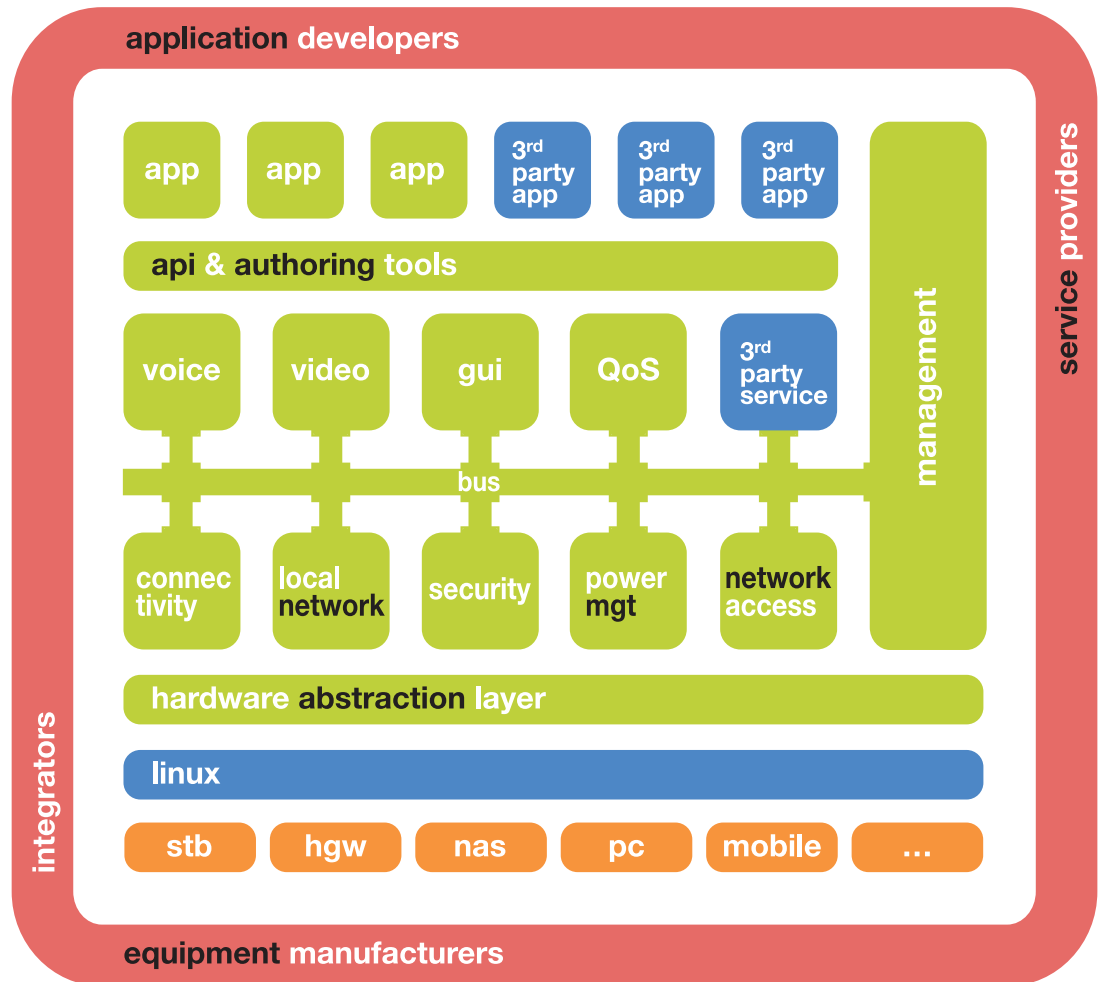 application developers
app
app
app
3rd
party
app
3rd
party
app
3rd
party
app
api & authoring tools
voice
video
gui
QoS
3rd
party
service
management
bus
connec
tivity
local
network
security
power
mgt
network
access
hardware abstraction layer
linux
stb
hgw
nas
pc
mobile
...
service providers
integrators
equipment manufacturers